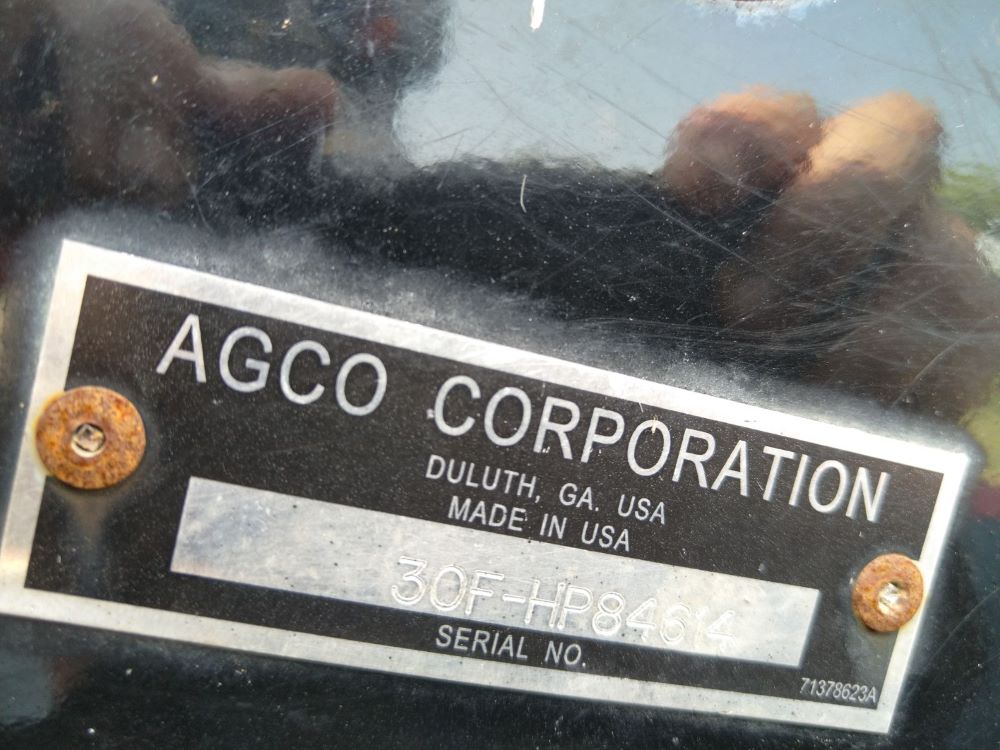 AGCO CORPORATION
DULUTH, GA. USA
MADE IN USA
30F-HP84614
SERIAL NO.
71378623A